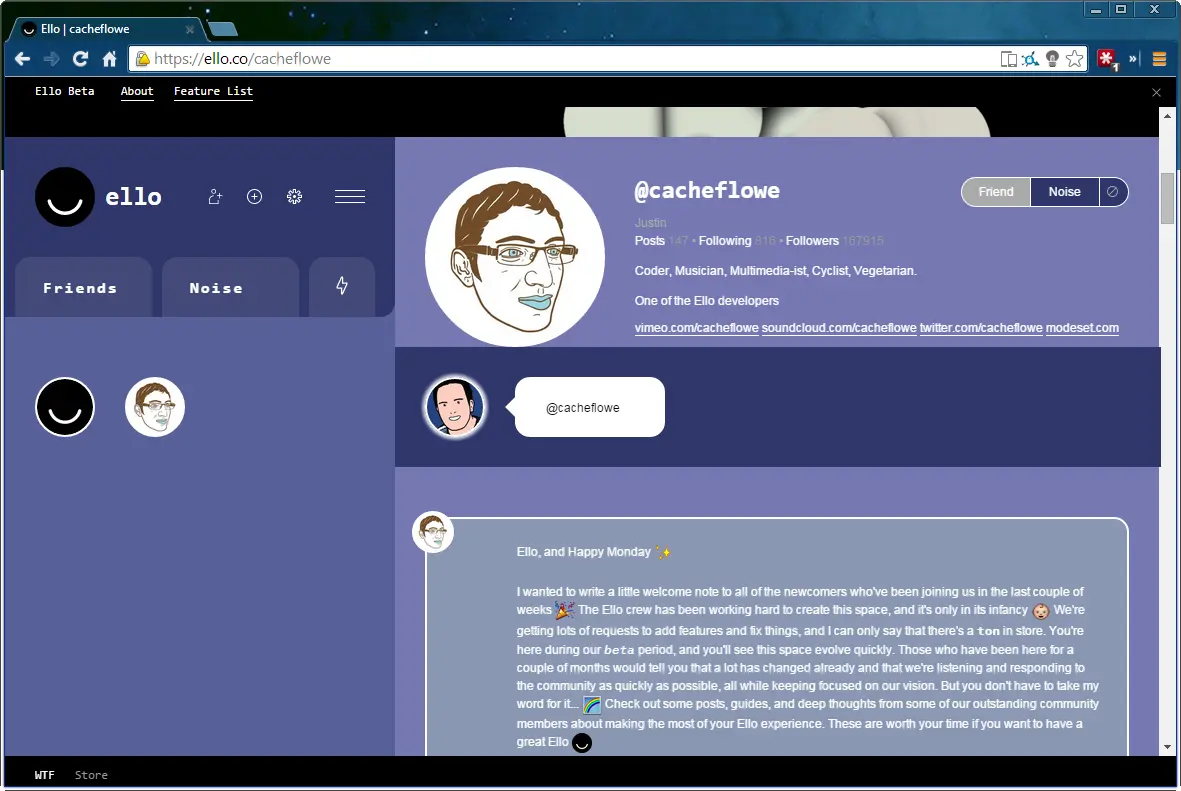 Ello | cacheflowe
https://ello.co/cacheflowe
Ello Beta About Feature List
ello
Friends Noise
@cacheflowe
Friend Noise
Justin
Posts 147 • Following 816 • Followers 167915
Coder, Musician, Multimedia-ist, Cyclist, Vegetarian.
One of the Ello developers
vimeo.com/cacheflowe soundcloud.com/cacheflowe twitter.com/cacheflowe modeset.com
@cacheflowe
Ello, and Happy Monday ✨
I wanted to write a little welcome note to all of the newcomers who've been joining us in the last couple of
weeks 🎉 The Ello crew has been working hard to create this space, and it's only in its infancy 👶 We're
getting lots of requests to add features and fix things, and I can only say that there's a ton in store. You're
here during our beta period, and you'll see this space evolve quickly. Those who have been here for a
couple of months would tell you that a lot has changed already and that we're listening and responding to
the community as quickly as possible, all while keeping focused on our vision. But you don't have to take my
word for it... 🌈 Check out some posts, guides, and deep thoughts from some of our outstanding community
members about making the most of your Ello experience. These are worth your time if you want to have a
great Ello
WTF Store